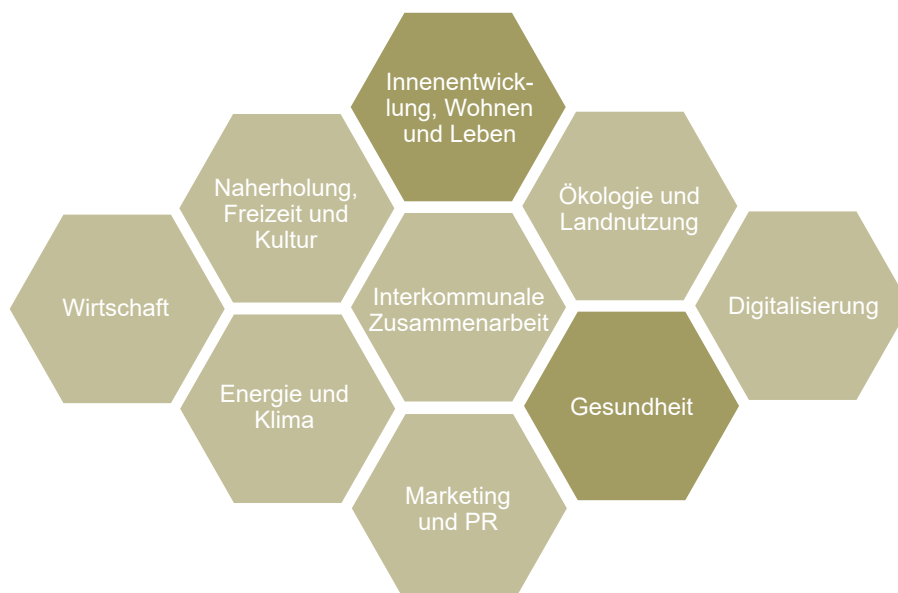 Innenentwick-
lung, Wohnen
und Leben
Naherholung,
Freizeit und
Kultur
Ökologie und
Landnutzung
Wirtschaft
Interkommunale
Zusammenarbeit
Digitalisierung
Energie und
Klima
Gesundheit
Marketing
und PR